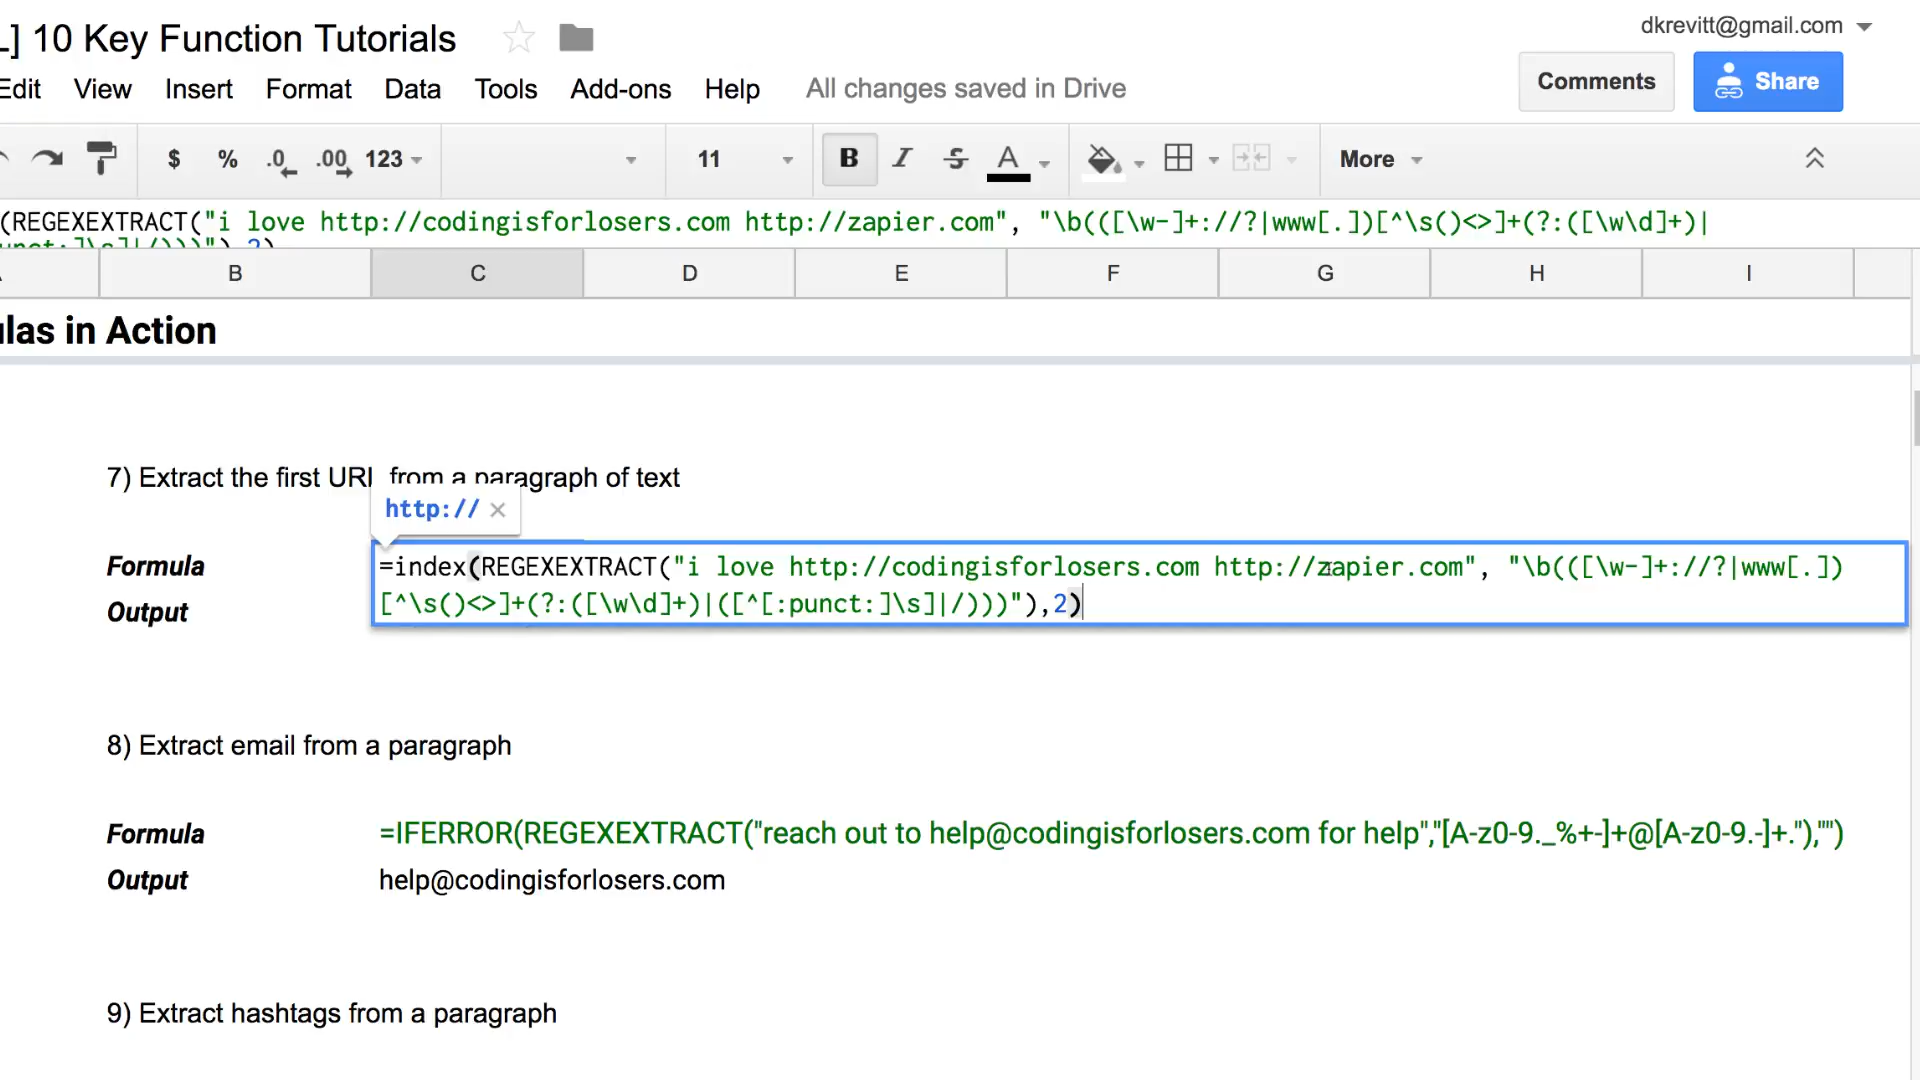 L] 10 Key Function Tutorials
dkrevitt@gmail.com
Edit View Insert Format Data Tools Add-ons Help All changes saved in Drive
Comments Share
$ % .0 .00 123 11 B I S A More
(REGEXEXTRACT("i love http://codingisforlosers.com http://zapier.com", "\b(([\w-]+://?|www[.])[^\s()<>]+(?:([\w\d]+)|
punct:]\s]|/)))"),2)
B C D E F G H I
ulas in Action
7) Extract the first URL from a paragraph of text
http:// ×
Formula =index(REGEXEXTRACT("i love http://codingisforlosers.com http://zapier.com", "\b(([\w-]+://?|www[.])
[^\s()<>]+(?:([\w\d]+)|([^[:punct:]\s]|/)))"),2)
Output
8) Extract email from a paragraph
Formula =IFERROR(REGEXEXTRACT("reach out to help@codingisforlosers.com for help","[A-z0-9._%+-]+@[A-z0-9.-]+."),"")
Output help@codingisforlosers.com
9) Extract hashtags from a paragraph